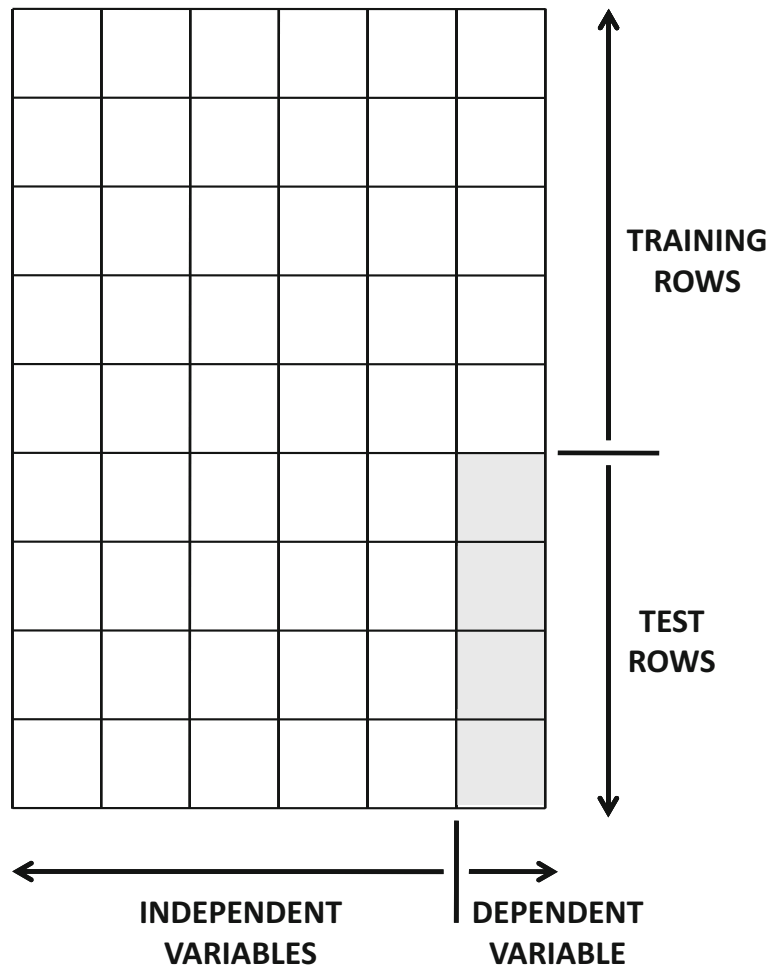 TRAINING
ROWS
TEST
ROWS
INDEPENDENT
VARIABLES
DEPENDENT
VARIABLE